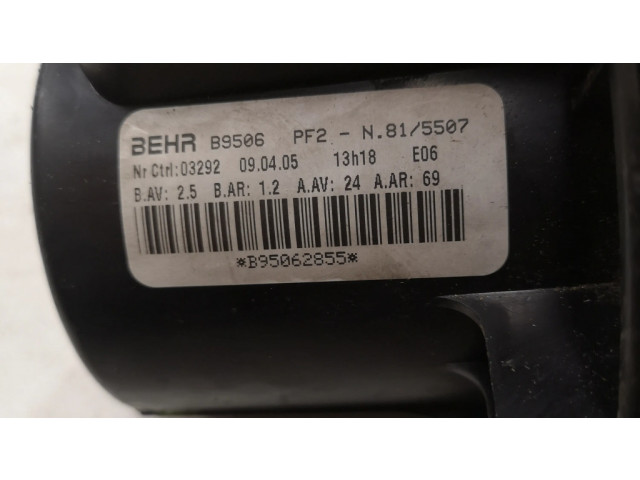 BEHR B9506 PF2 - N.81/5507
Nr Ctrl:03292 09.04.05 13h18 E06
B.AV: 2.5 B.AR: 1.2 A.AV: 24 A.AR: 69
*B95062855*